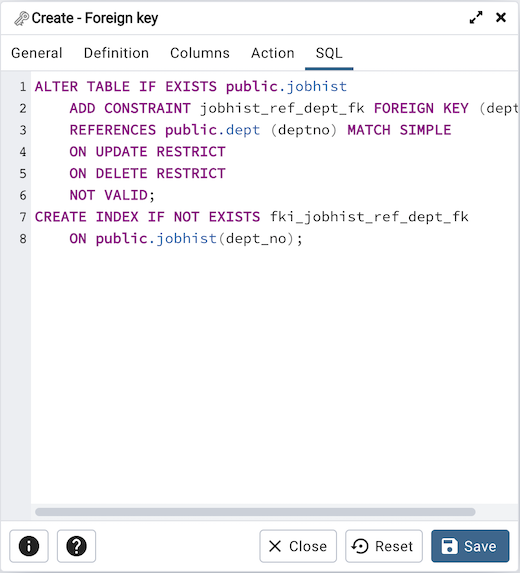 Create - Foreign key
General Definition Columns Action SQL
1 ALTER TABLE IF EXISTS public.jobhist
2 ADD CONSTRAINT jobhist_ref_dept_fk FOREIGN KEY (dept
3 REFERENCES public.dept (deptno) MATCH SIMPLE
4 ON UPDATE RESTRICT
5 ON DELETE RESTRICT
6 NOT VALID;
7 CREATE INDEX IF NOT EXISTS fki_jobhist_ref_dept_fk
8 ON public.jobhist(dept_no);
Close Reset Save